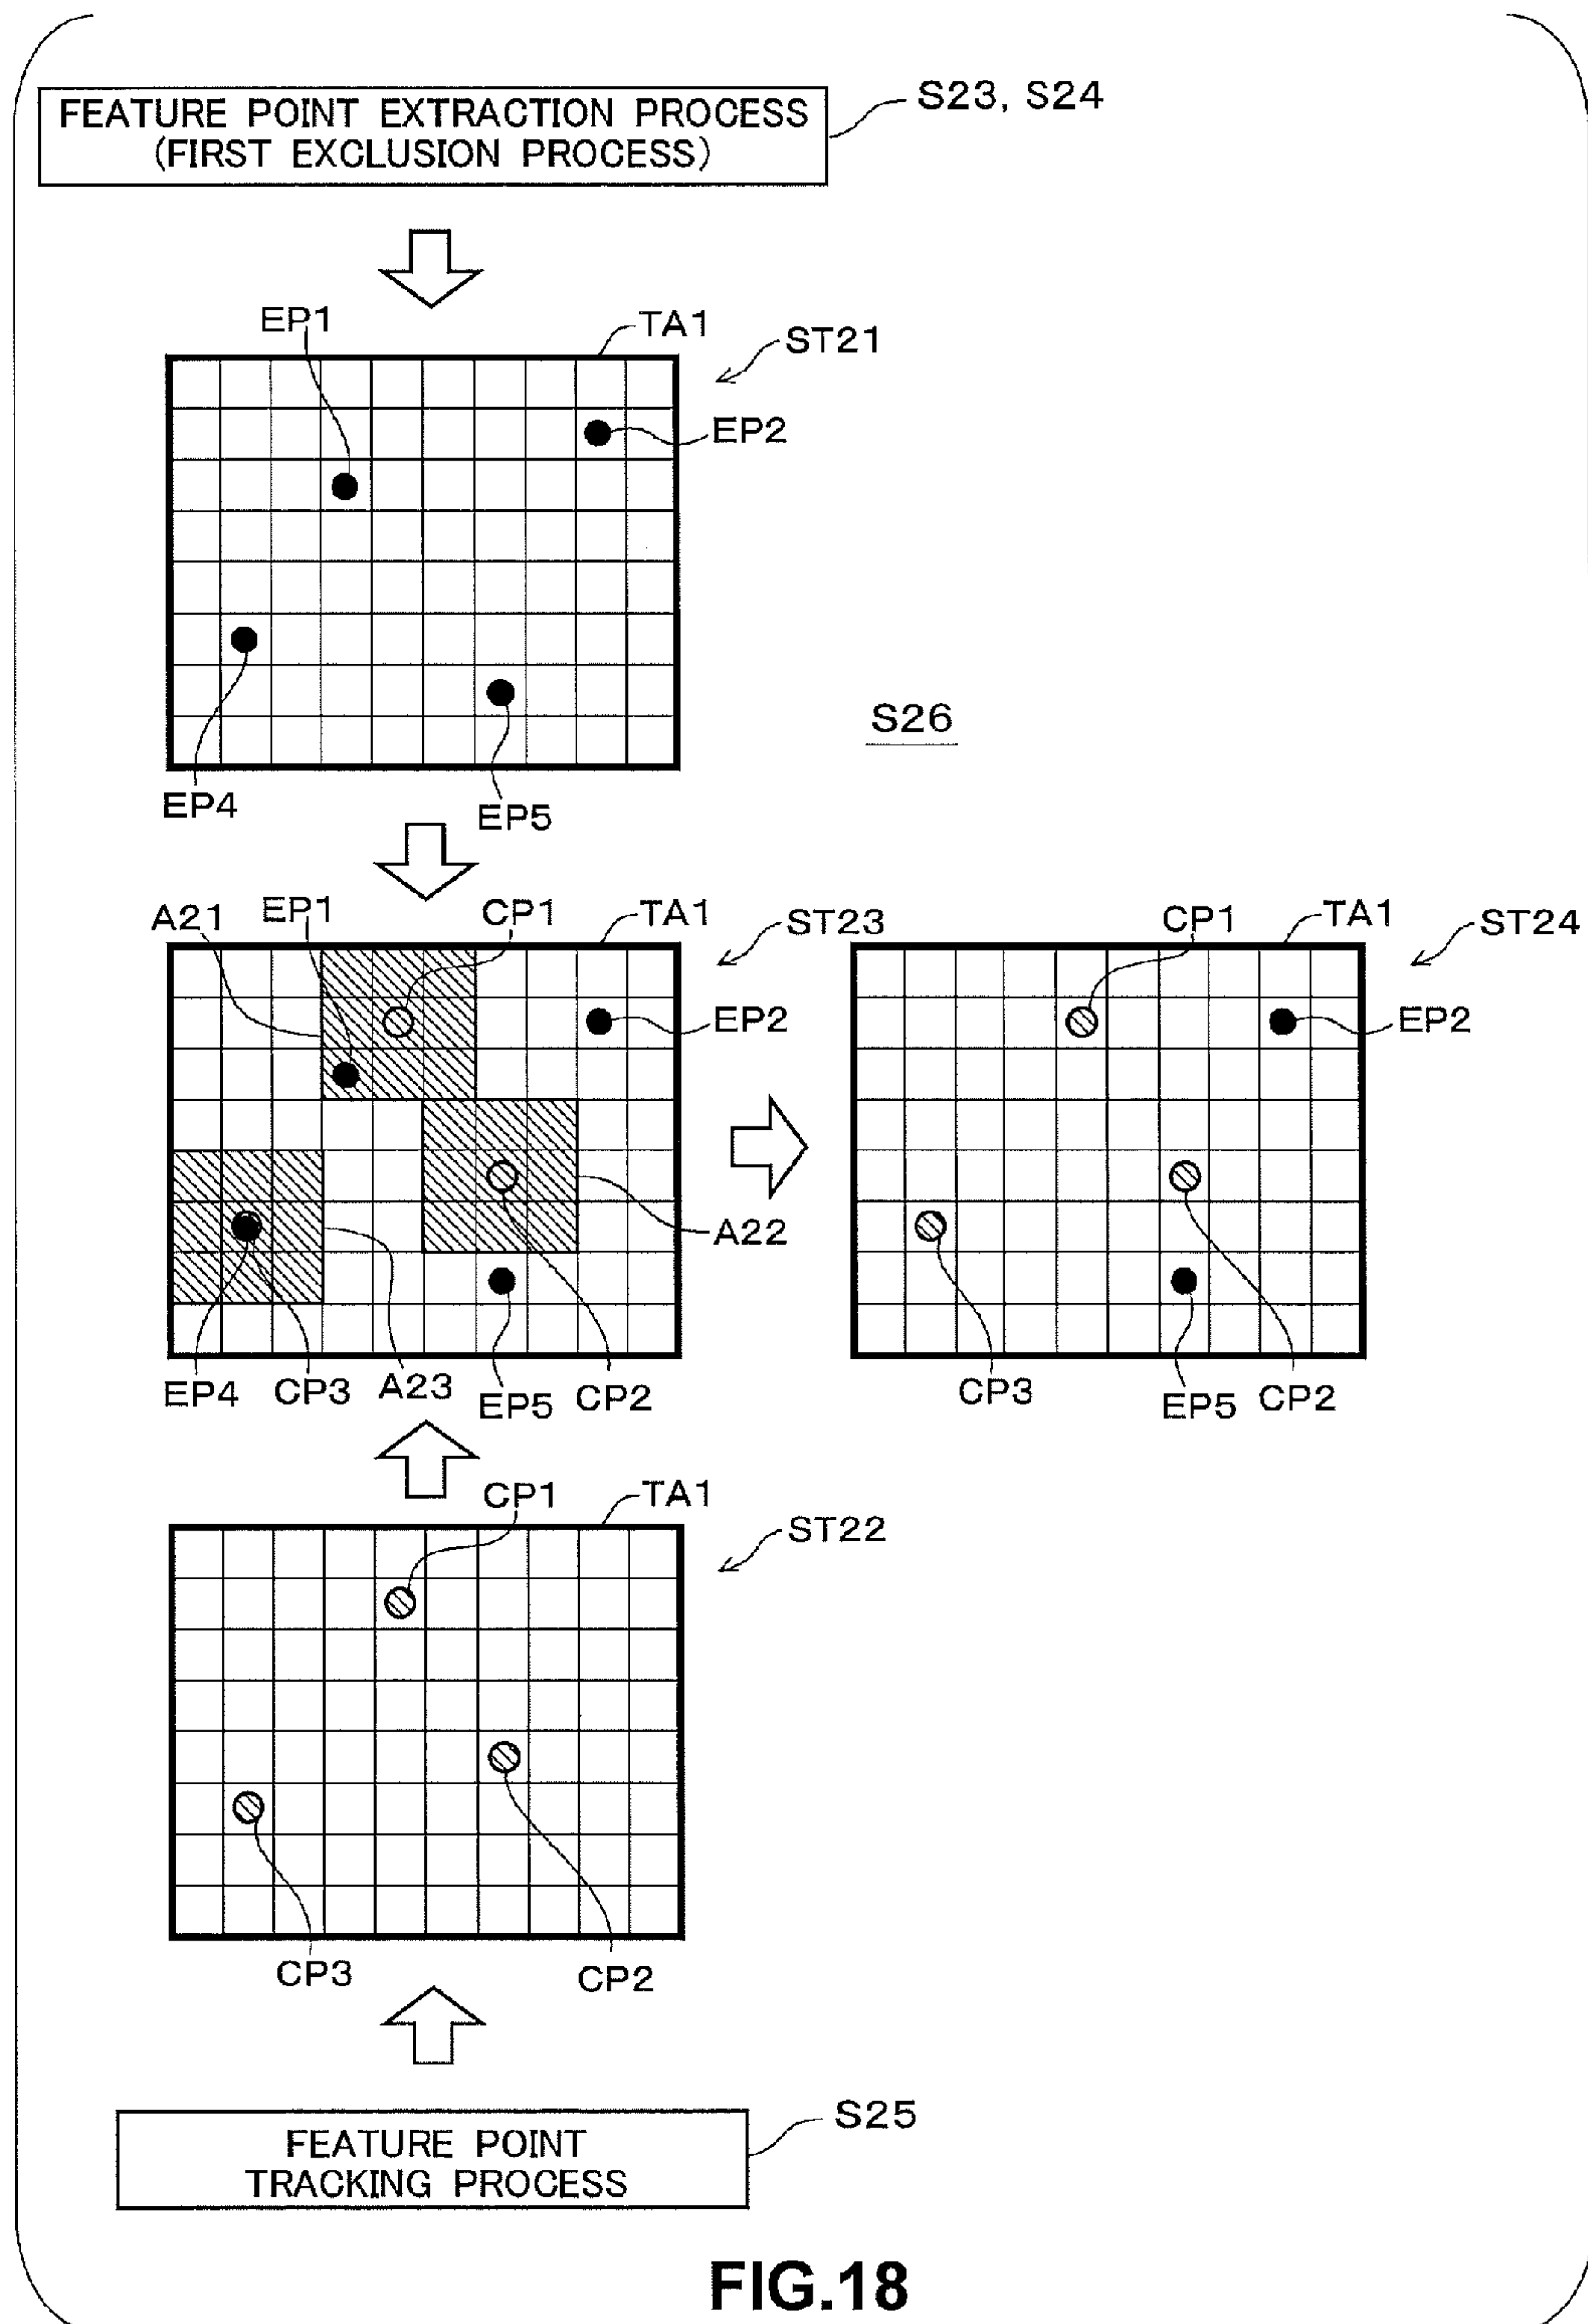 FEATURE POINT EXTRACTION PROCESS
(FIRST EXCLUSION PROCESS)
S23, S24
EP1
TA1
ST21
EP2
EP4
EP5
S26
A21
EP1
CP1
TA1
ST23
EP2
A22
EP4
CP3
A23
EP5
CP2
CP1
TA1
ST24
EP2
CP3
EP5
CP2
CP1
TA1
ST22
CP3
CP2
FEATURE POINT
TRACKING PROCESS
S25
FIG.18